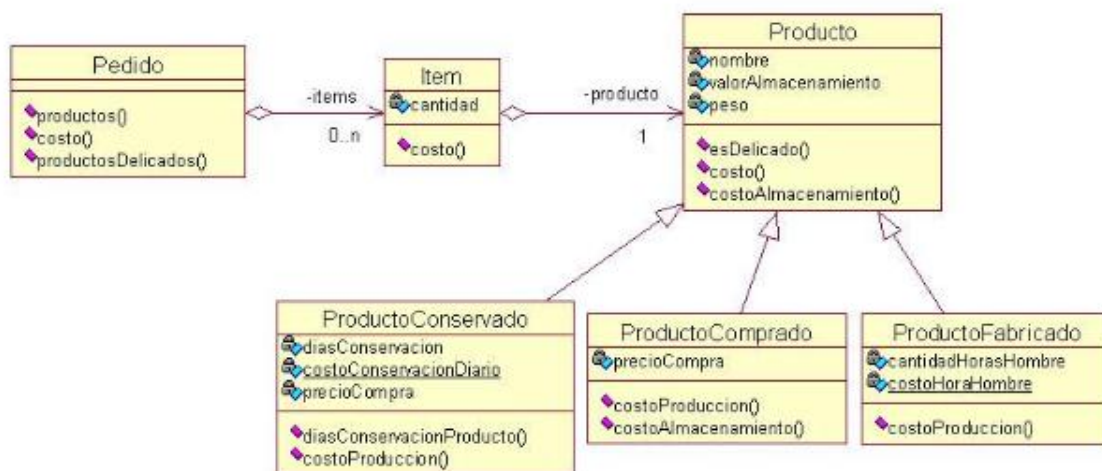 Pedido
productos()
costo()
productosDelicados()
-items
0..n
Item
cantidad
costo()
-producto
1
Producto
nombre
valorAlmacenamiento
peso
esDelicado()
costo()
costoAlmacenamiento()
ProductoConservado
diasConservacion
costoConservacionDiario
precioCompra
diasConservacionProducto()
costoProduccion()
ProductoComprado
precioCompra
costoProduccion()
costoAlmacenamiento()
ProductoFabricado
cantidadHorasHombre
costoHoraHombre
costoProduccion()